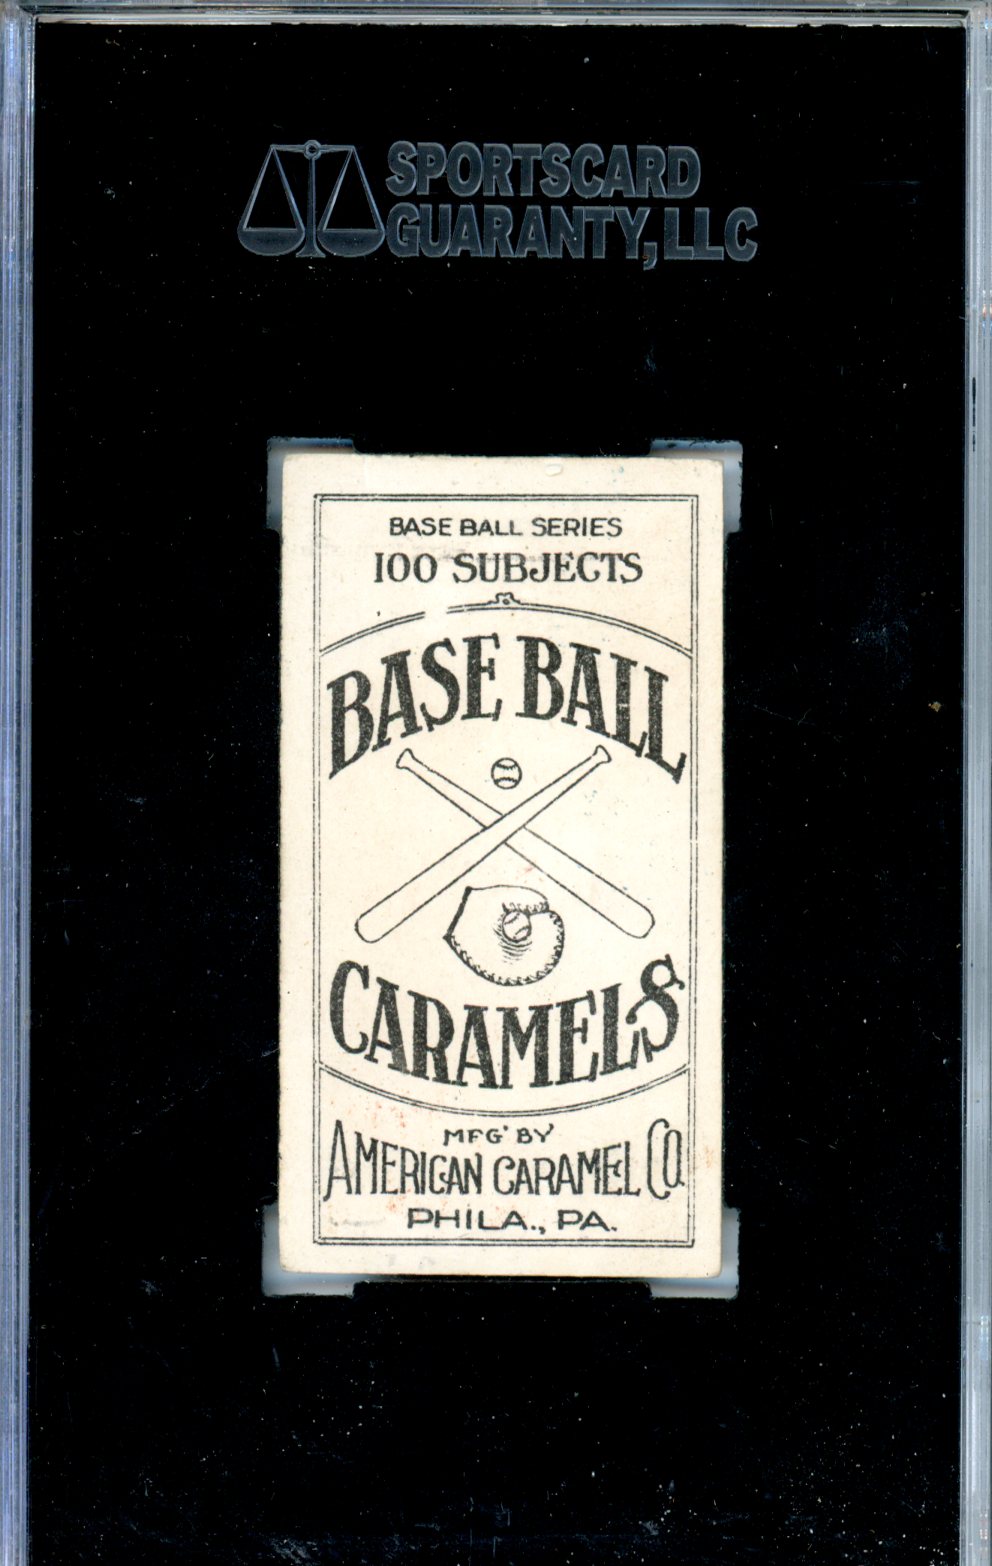 SPORTSCARD
GUARANTY, LLC
BASE BALL SERIES
100 SUBJECTS
BASE BALL
CARAMELS
MFG' BY
AMERICAN CARAMEL CO
PHILA., PA.